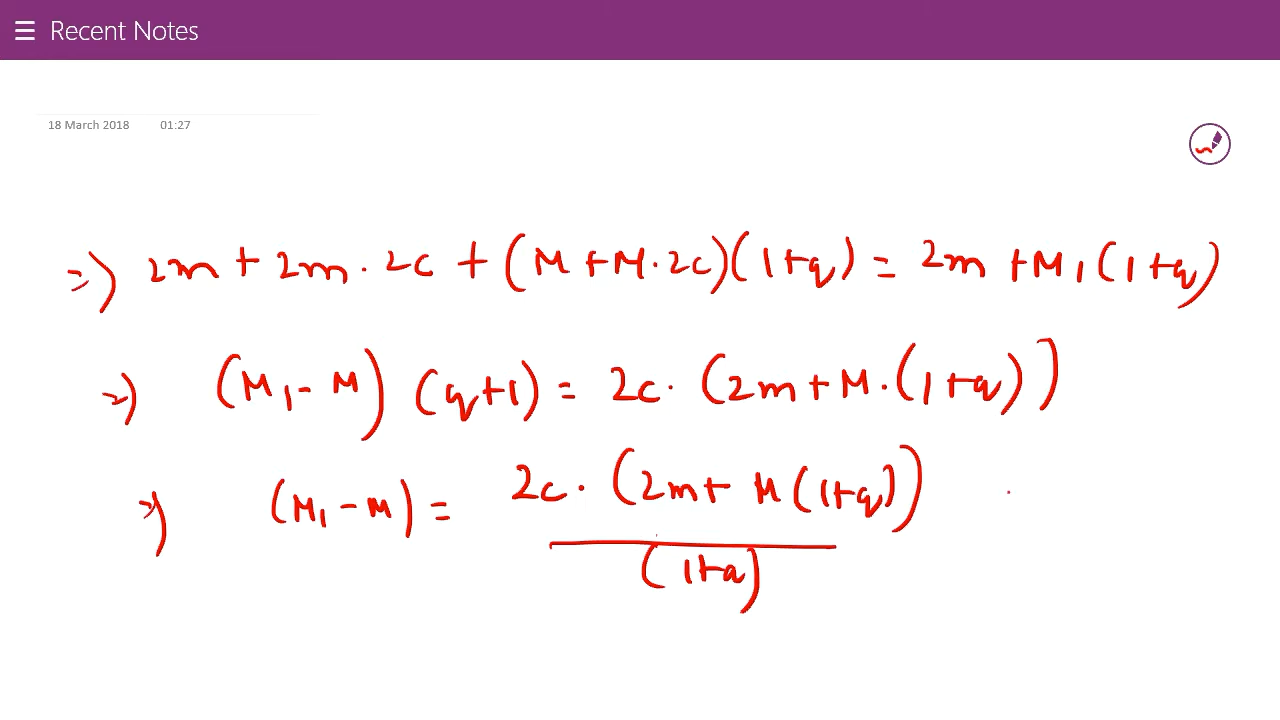 Recent Notes
18 March 2018 01:27
=) 2m + 2m . 2c + (M + M . 2c)(1+q) = 2m + M1 (1+q)
=) (M1 - M) (q+1) = 2c . (2m + M . (1+q))
=) (M1 - M) = 2c . (2m + M (1+q))
(1+q)